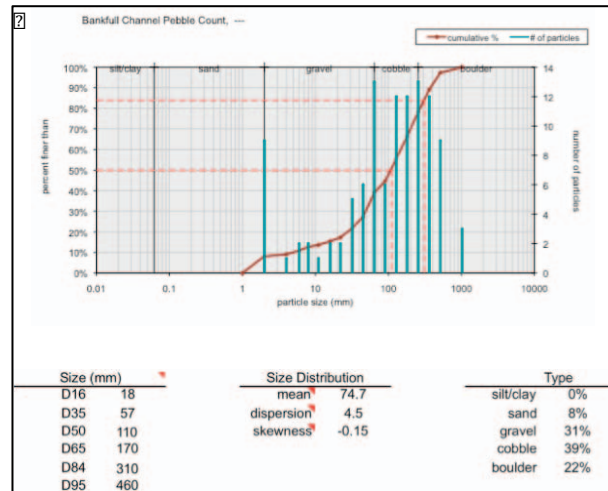 Bankfull Channel Pebble Count, ---
cumulative % # of particles
silt/clay sand gravel cobble boulder
percent finer than
100%
90%
80%
70%
60%
50%
40%
30%
20%
10%
0%
14
12
10
8
6
4
2
0
number of particles
0.01 0.1 1 10 100 1000 10000
particle size (mm)
Size (mm)
D16 18
D35 57
D50 110
D65 170
D84 310
D95 460
Size Distribution
mean 74.7
dispersion 4.5
skewness -0.15
Type
silt/clay 0%
sand 8%
gravel 31%
cobble 39%
boulder 22%